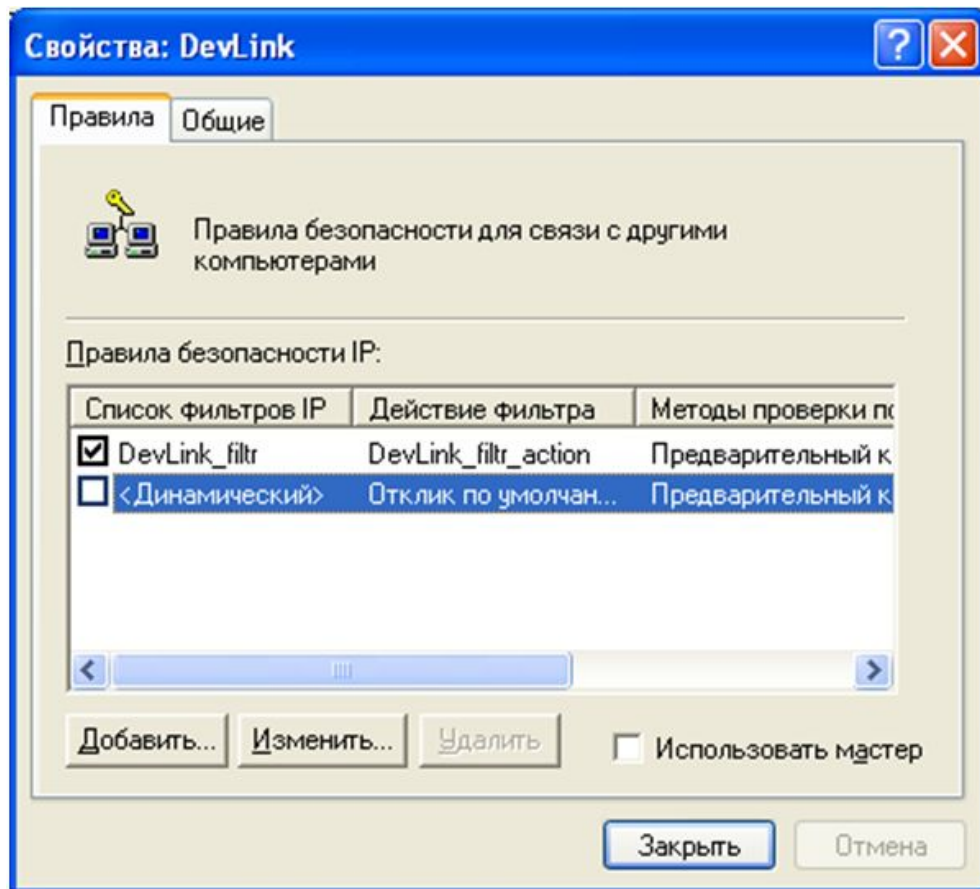 Свойства: DevLink
Правила Общие
Правила безопасности для связи с другими
компьютерами
Правила безопасности IP:
Список фильтров IP Действие фильтра Методы проверки по
DevLink_filtr DevLink_filtr_action Предварительный к
<Динамический> Отклик по умолчан... Предварительный к
Добавить... Изменить... Удалить Использовать мастер
Закрыть Отмена